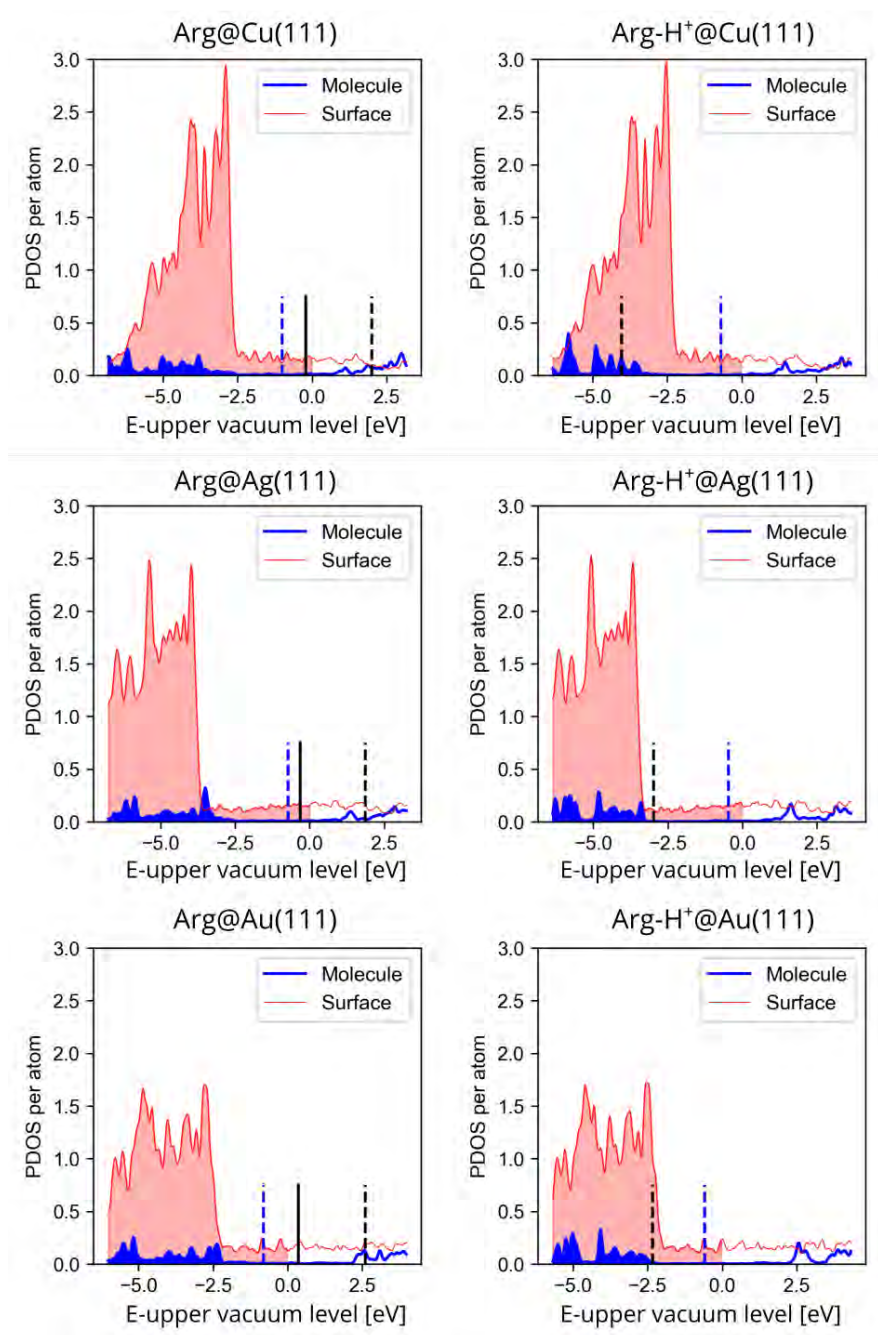 Arg@Cu(111)
3.0
2.5
2.0
1.5
1.0
0.5
0.0
PDOS per atom
Molecule
Surface
−5.0 −2.5 0.0 2.5
E-upper vacuum level [eV]
Arg-H⁺@Cu(111)
3.0
2.5
2.0
1.5
1.0
0.5
0.0
PDOS per atom
Molecule
Surface
−5.0 −2.5 0.0 2.5
E-upper vacuum level [eV]
Arg@Ag(111)
3.0
2.5
2.0
1.5
1.0
0.5
0.0
PDOS per atom
Molecule
Surface
−5.0 −2.5 0.0 2.5
E-upper vacuum level [eV]
Arg-H⁺@Ag(111)
3.0
2.5
2.0
1.5
1.0
0.5
0.0
PDOS per atom
Molecule
Surface
−5.0 −2.5 0.0 2.5
E-upper vacuum level [eV]
Arg@Au(111)
3.0
2.5
2.0
1.5
1.0
0.5
0.0
PDOS per atom
Molecule
Surface
−5.0 −2.5 0.0 2.5
E-upper vacuum level [eV]
Arg-H⁺@Au(111)
3.0
2.5
2.0
1.5
1.0
0.5
0.0
PDOS per atom
Molecule
Surface
−5.0 −2.5 0.0 2.5
E-upper vacuum level [eV]